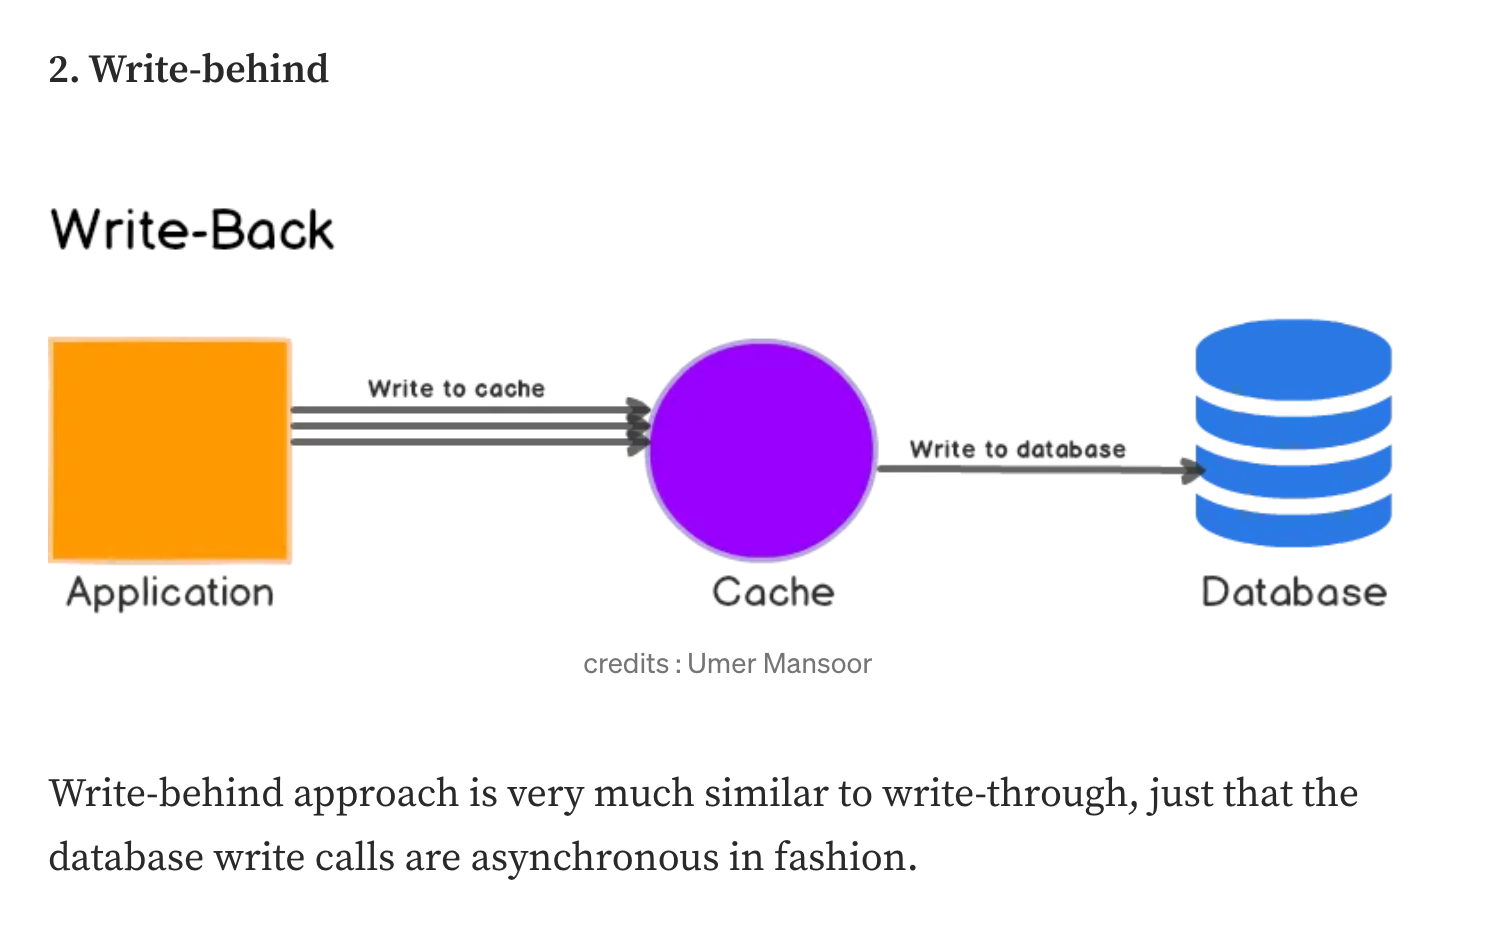 2. Write-behind
Write-Back
Write to cache
Write to database
Application
Cache
Database
credits : Umer Mansoor
Write-behind approach is very much similar to write-through, just that the
database write calls are asynchronous in fashion.